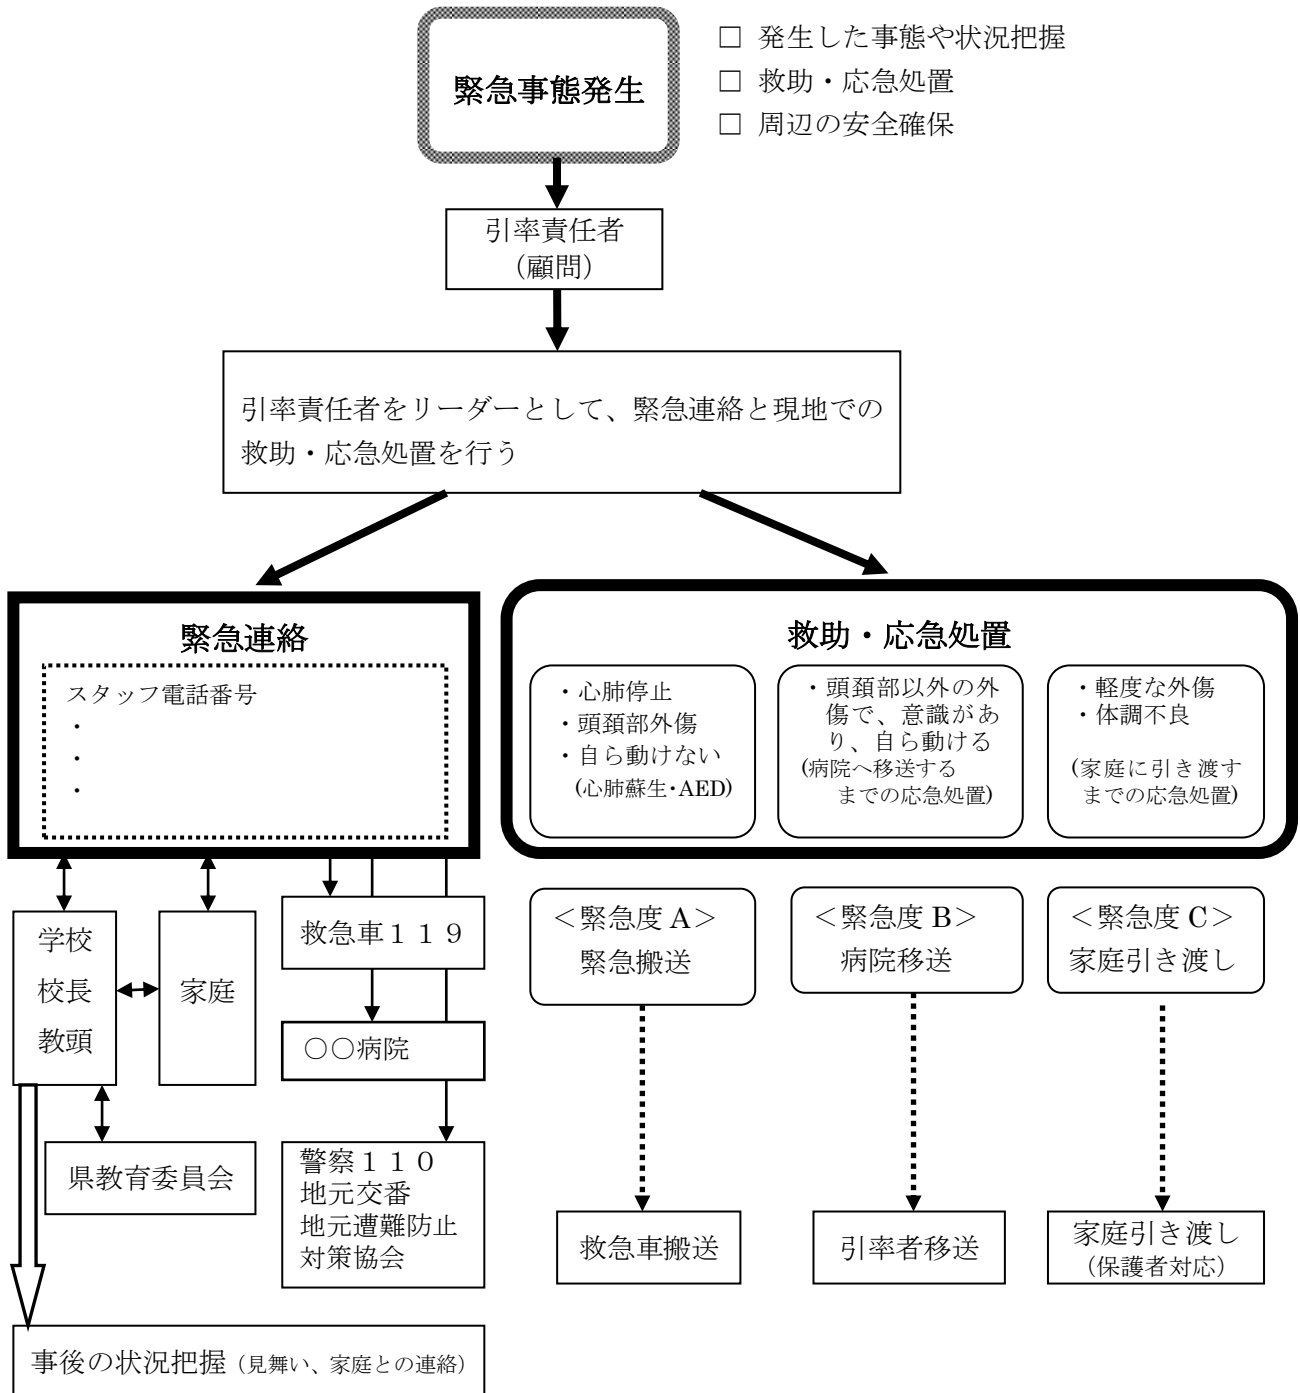 緊急事態発生
□ 発生した事態や状況把握
□ 救助・応急処置
□ 周辺の安全確保
引率責任者
（顧問）
引率責任者をリーダーとして、緊急連絡と現地での
救助・応急処置を行う
緊急連絡
スタッフ電話番号
・
・
・
救助・応急処置
・心肺停止
・頭頚部外傷
・自ら動けない
(心肺蘇生・AED)
・頭頚部以外の外
傷で、意識があ
り、自ら動ける
(病院へ移送する
までの応急処置)
・軽度な外傷
・体調不良
(家庭に引き渡す
までの応急処置)
学校
校長
教頭
家庭
救急車１１９
○○病院
県教育委員会
警察１１０
地元交番
地元遭難防止
対策協会
＜緊急度 A＞
緊急搬送
＜緊急度 B＞
病院移送
＜緊急度 C＞
家庭引き渡し
救急車搬送
引率者移送
家庭引き渡し
（保護者対応）
事後の状況把握（見舞い、家庭との連絡）